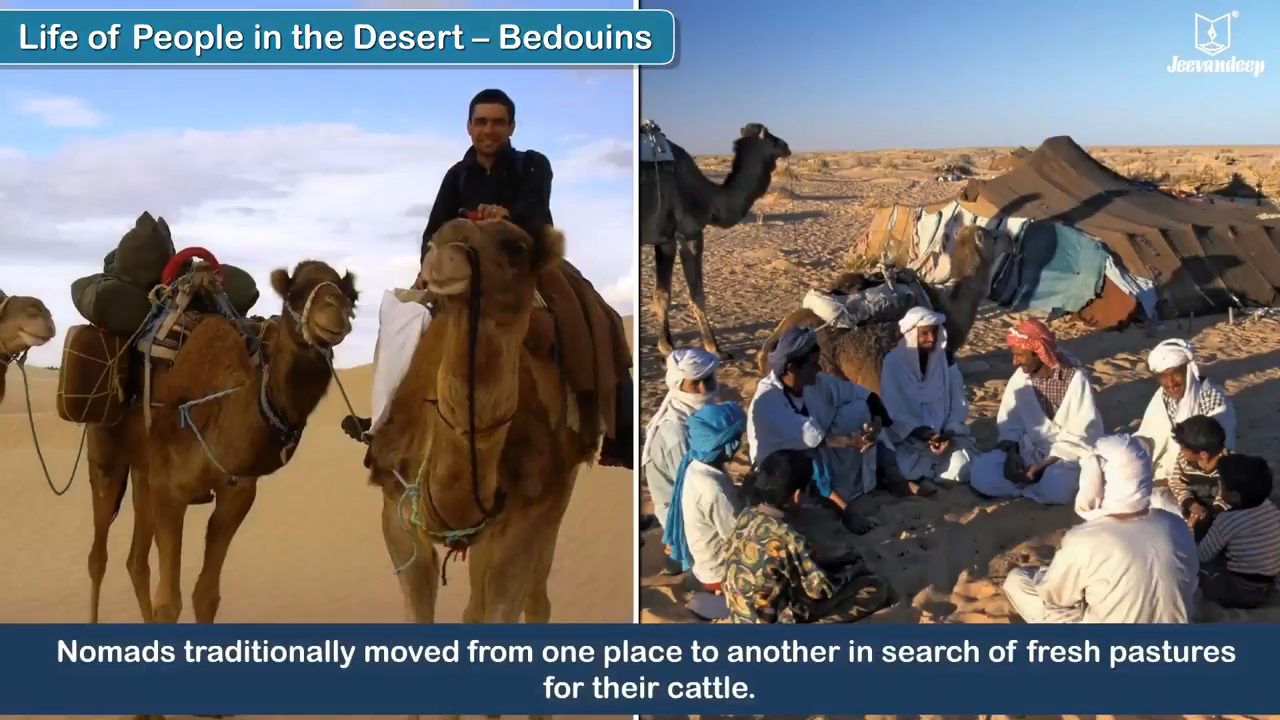 Life of People in the Desert – Bedouins
Jeevandeep
Nomads traditionally moved from one place to another in search of fresh pastures
for their cattle.